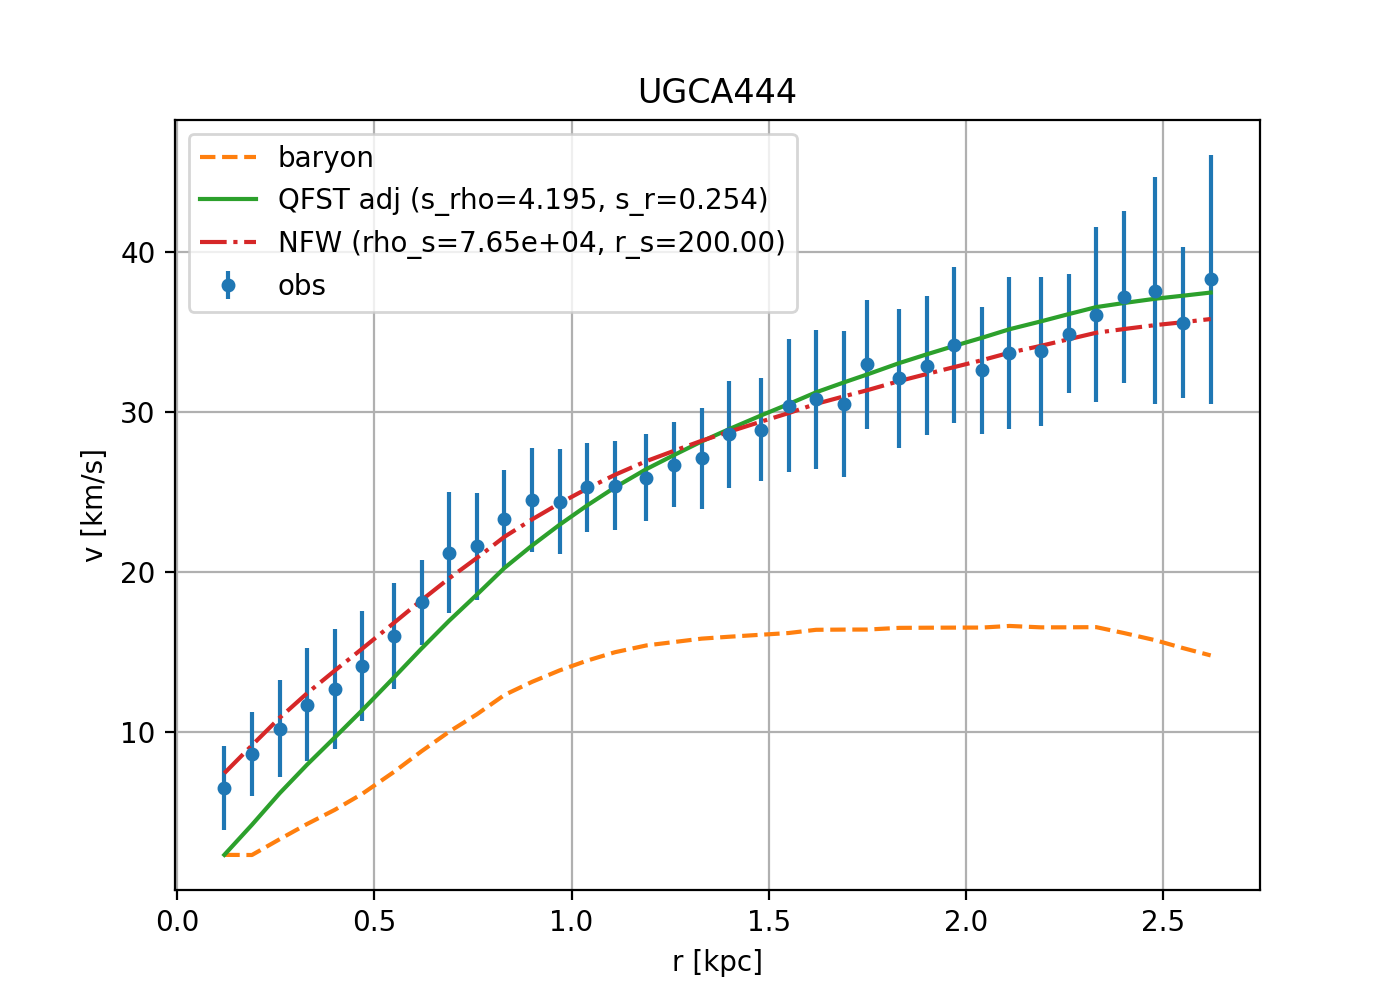 UGCA444
baryon
QFST adj (s_rho=4.195, s_r=0.254)
NFW (rho_s=7.65e+04, r_s=200.00)
obs
40
30
20
10
v [km/s]
0.0 0.5 1.0 1.5 2.0 2.5
r [kpc]